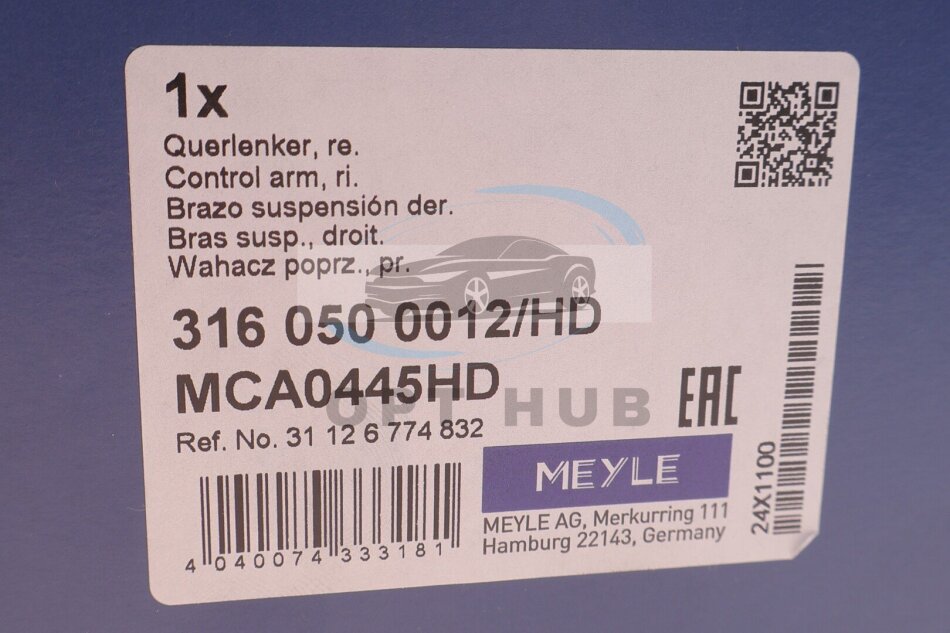 1x
Querlenker, re.
Control arm, ri.
Brazo suspensión der.
Bras susp., droit.
Wahacz poprz., pr.
316 050 0012/HD
MCA0445HD
OPT HUB
EAC
Ref. No. 31 12 6 774 832
MEYLE
MEYLE AG, Merkurring 111
Hamburg 22143, Germany
4 040074 333181
24X1100